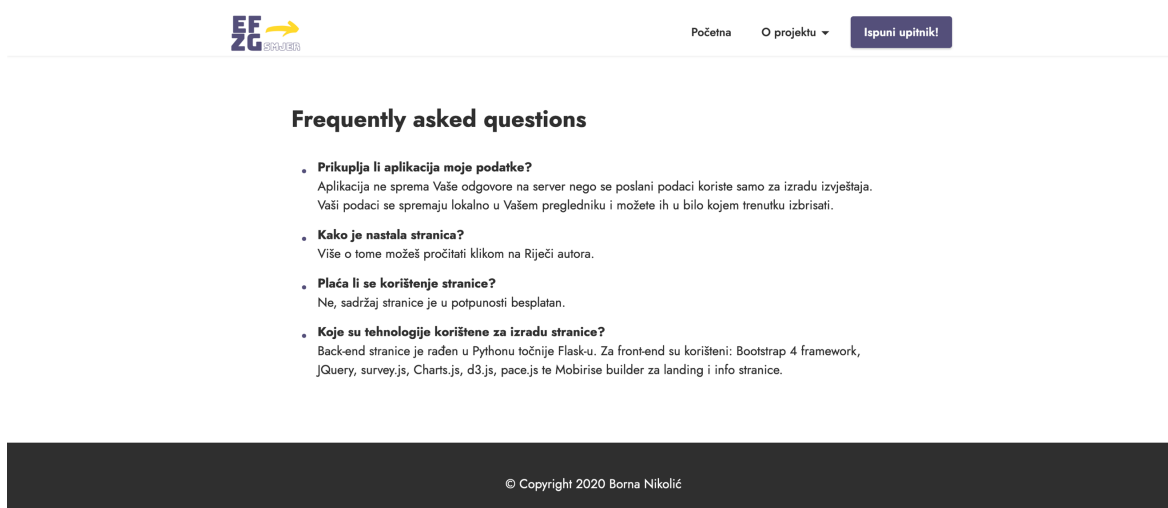 EF
ZG SMJER
Početna
O projektu
Ispuni upitnik!
Frequently asked questions
Prikuplja li aplikacija moje podatke?
Aplikacija ne sprema Vaše odgovore na server nego se poslani podaci koriste samo za izradu izvještaja.
Vaši podaci se spremaju lokalno u Vašem pregledniku i možete ih u bilo kojem trenutku izbrisati.
Kako je nastala stranica?
Više o tome možeš pročitati klikom na Riječi autora.
Plaća li se korištenje stranice?
Ne, sadržaj stranice je u potpunosti besplatan.
Koje su tehnologije korištene za izradu stranice?
Back-end stranice je rađen u Pythonu točnije Flask-u. Za front-end su korišteni: Bootstrap 4 framework,
JQuery, survey.js, Charts.js, d3.js, pace.js te Mobirise builder za landing i info stranice.
© Copyright 2020 Borna Nikolić